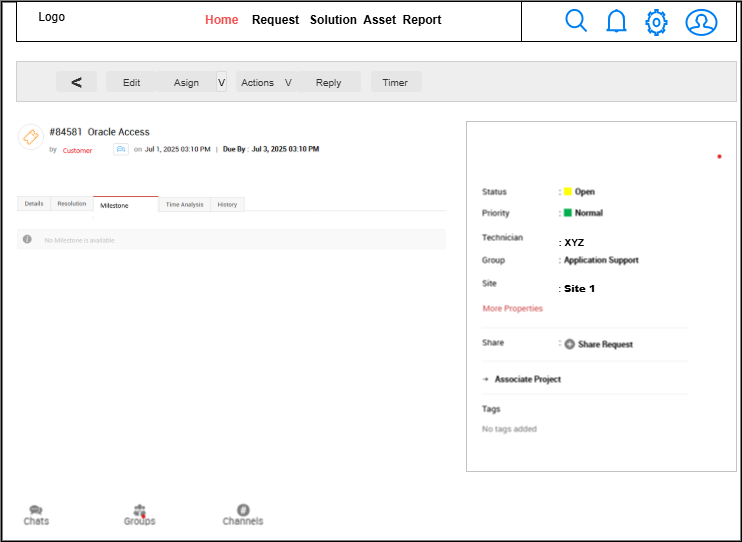 Logo
Home Request Solution Asset Report
< Edit Asign V Actions V Reply Timer
#84581 Oracle Access
by Customer on Jul 1, 2025 03:10 PM | Due By : Jul 3, 2025 03:10 PM
Details Resolution Milestone Time Analysis History
No Milestone is available
Status : Open
Priority : Normal
Technician : XYZ
Group : Application Support
Site : Site 1
More Properties
Share : Share Request
→ Associate Project
Tags
No tags added
Chats Groups Channels